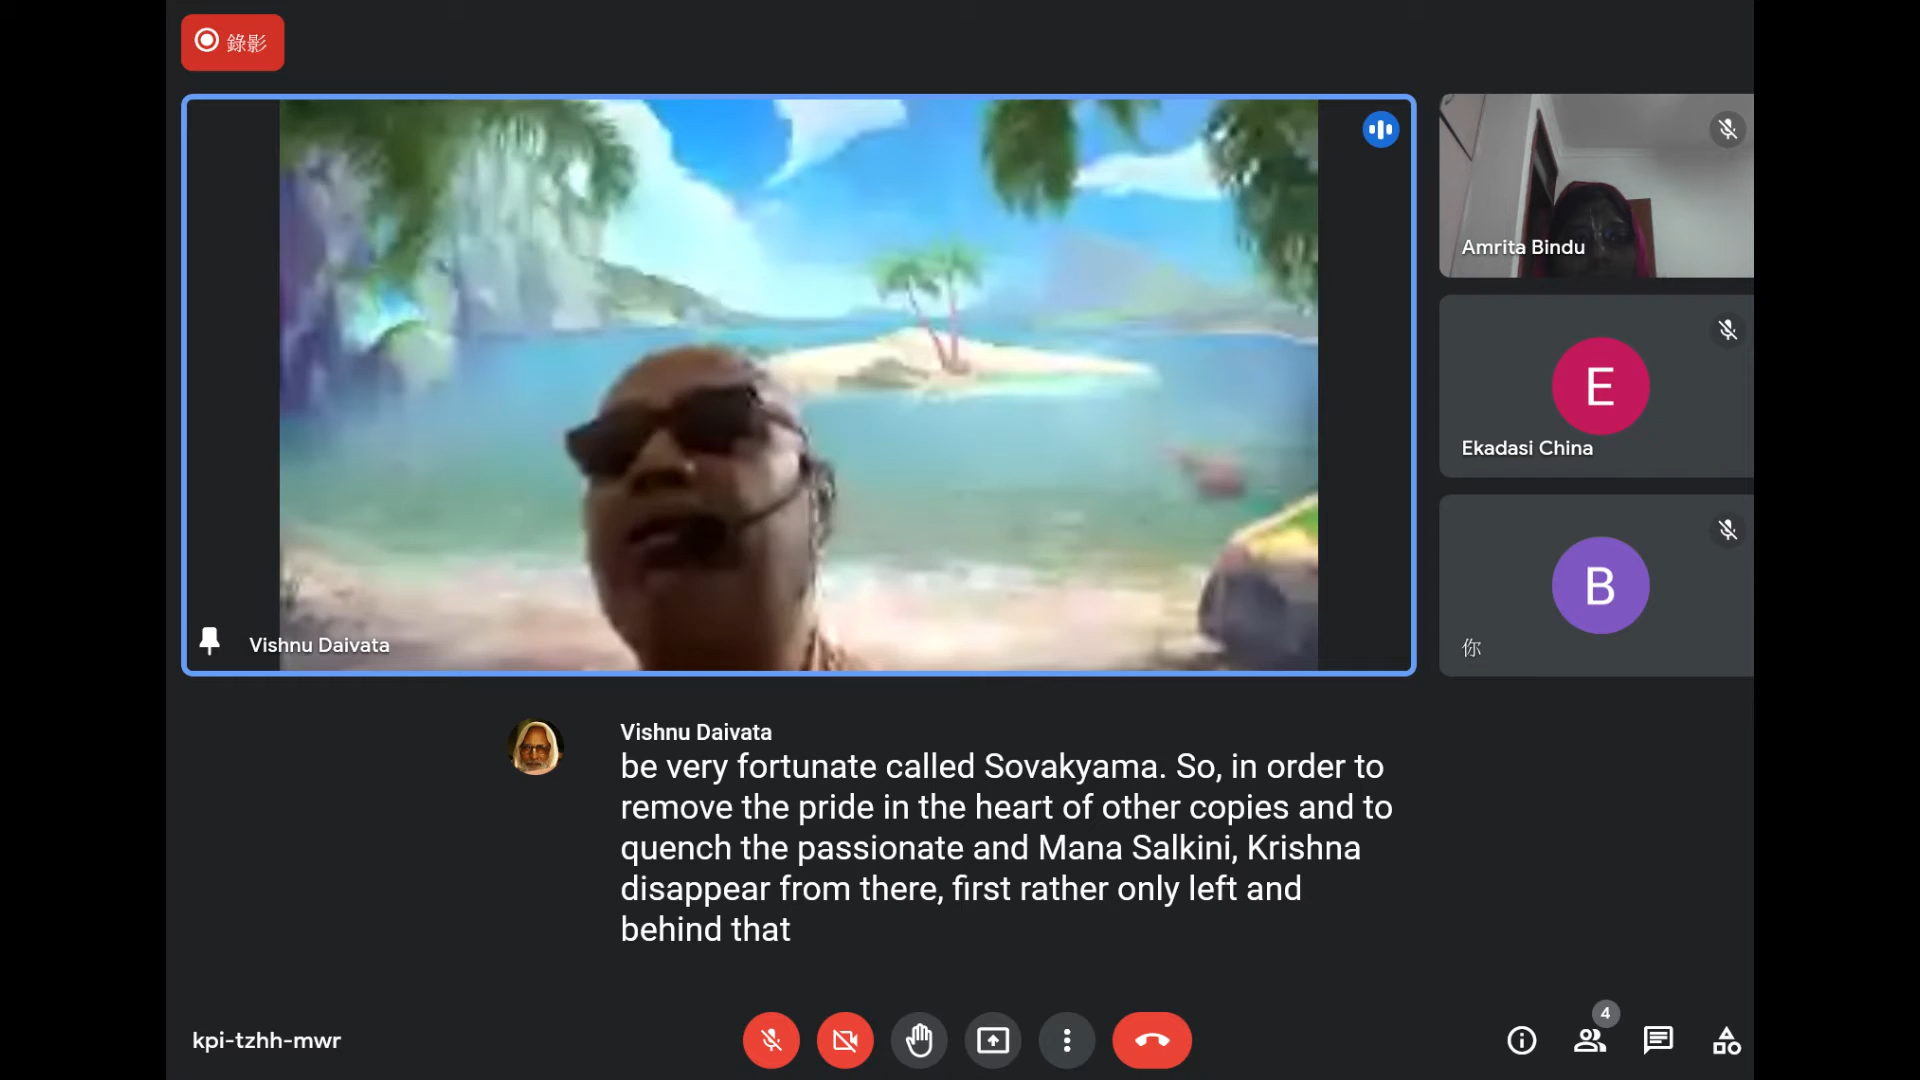 錄影
Amrita Bindu
E
Ekadasi China
B
你
Vishnu Daivata
Vishnu Daivata
be very fortunate called Sovakyama. So, in order to
remove the pride in the heart of other copies and to
quench the passionate and Mana Salkini, Krishna
disappear from there, first rather only left and
behind that
kpi-tzhh-mwr
4